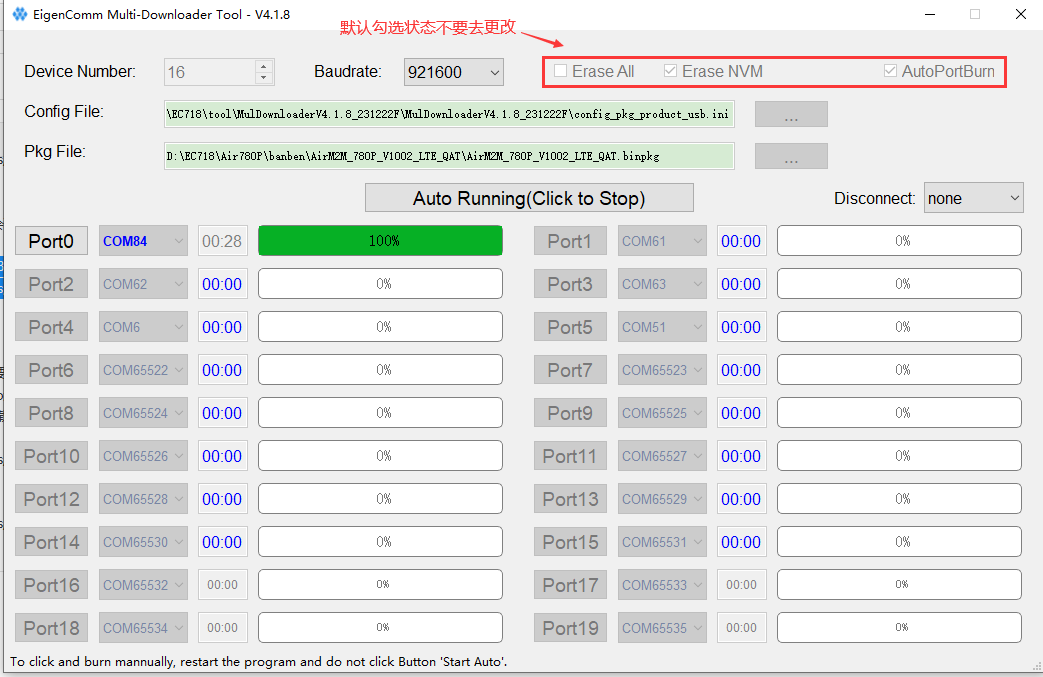 EigenComm Multi-Downloader Tool - V4.1.8
默认勾选状态不要去更改
Device Number: 16 Baudrate: 921600 Erase All Erase NVM AutoPortBurn
Config File: \EC718\tool\MulDownloaderV4.1.8_231222F\MulDownloaderV4.1.8_231222F\config_pkg_product_usb.ini ...
Pkg File: D:\EC718\Air780P\banben\AirM2M_780P_V1002_LTE_QAT\AirM2M_780P_V1002_LTE_QAT.binpkg ...
Auto Running(Click to Stop) Disconnect: none
Port0 COM84 00:28 100% Port1 COM61 00:00 0%
Port2 COM62 00:00 0% Port3 COM63 00:00 0%
Port4 COM6 00:00 0% Port5 COM51 00:00 0%
Port6 COM65522 00:00 0% Port7 COM65523 00:00 0%
Port8 COM65524 00:00 0% Port9 COM65525 00:00 0%
Port10 COM65526 00:00 0% Port11 COM65527 00:00 0%
Port12 COM65528 00:00 0% Port13 COM65529 00:00 0%
Port14 COM65530 00:00 0% Port15 COM65531 00:00 0%
Port16 COM65532 00:00 0% Port17 COM65533 00:00 0%
Port18 COM65534 00:00 0% Port19 COM65535 00:00 0%
To click and burn mannually, restart the program and do not click Button 'Start Auto'.